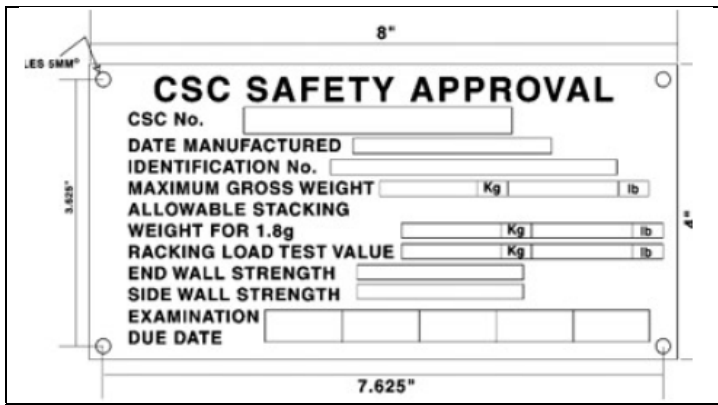 8"
LES 5MM°
CSC SAFETY APPROVAL
CSC No.
DATE MANUFACTURED
IDENTIFICATION No.
MAXIMUM GROSS WEIGHT Kg lb
ALLOWABLE STACKING
WEIGHT FOR 1.8g Kg lb
RACKING LOAD TEST VALUE Kg lb
END WALL STRENGTH
SIDE WALL STRENGTH
EXAMINATION
DUE DATE
3.625"
4"
7.625"